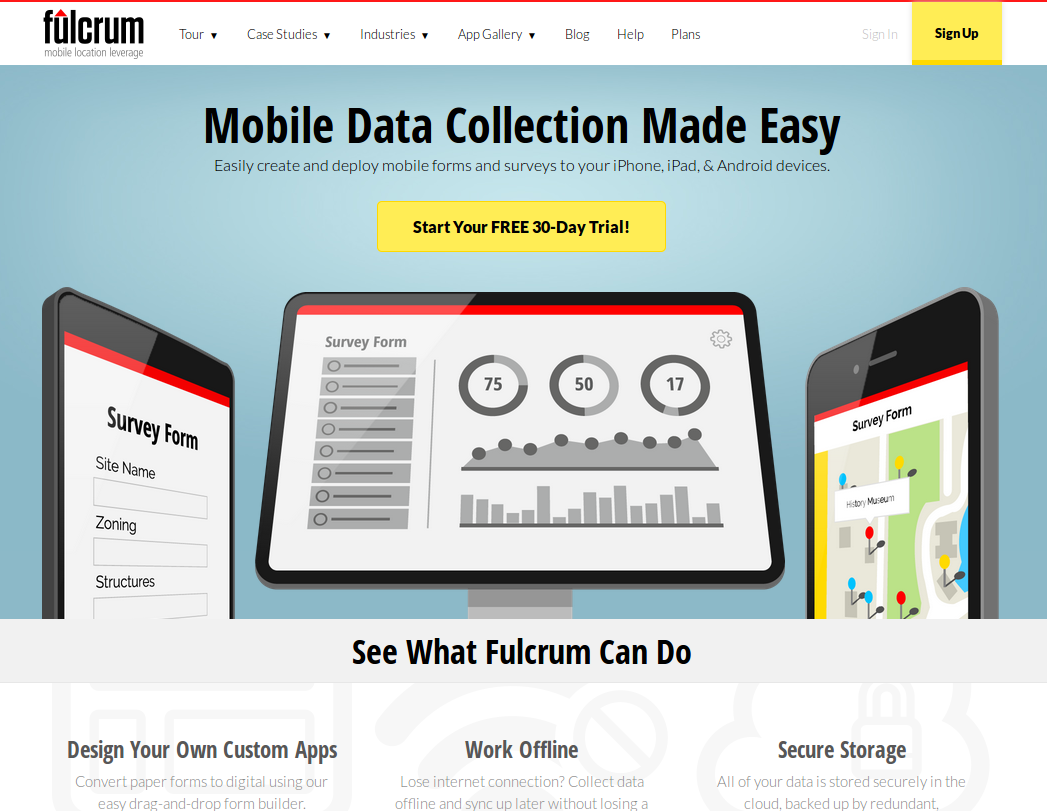 fulcrum
mobile location leverage
Tour ▼ Case Studies ▼ Industries ▼ App Gallery ▼ Blog Help Plans Sign In Sign Up
Mobile Data Collection Made Easy
Easily create and deploy mobile forms and surveys to your iPhone, iPad, & Android devices.
Start Your FREE 30-Day Trial!
Survey Form
Site Name
Zoning
Structures
Survey Form
75 50 17
Survey Form
History Museum
See What Fulcrum Can Do
Design Your Own Custom Apps
Convert paper forms to digital using our
easy drag-and-drop form builder.
Work Offline
Lose internet connection? Collect data
offline and sync up later without losing a
Secure Storage
All of your data is stored securely in the
cloud, backed up by redundant,